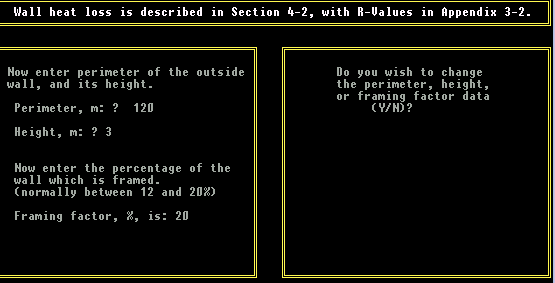 Wall heat loss is described in Section 4-2, with R-Values in Appendix 3-2.
Now enter perimeter of the outside
wall, and its height.
Perimeter, m: ?  120
Height, m: ? 3
Now enter the percentage of the
wall which is framed.
(normally between 12 and 20%)
Framing factor, %, is: 20
Do you wish to change
the perimeter, height,
or framing factor data
(Y/N)?